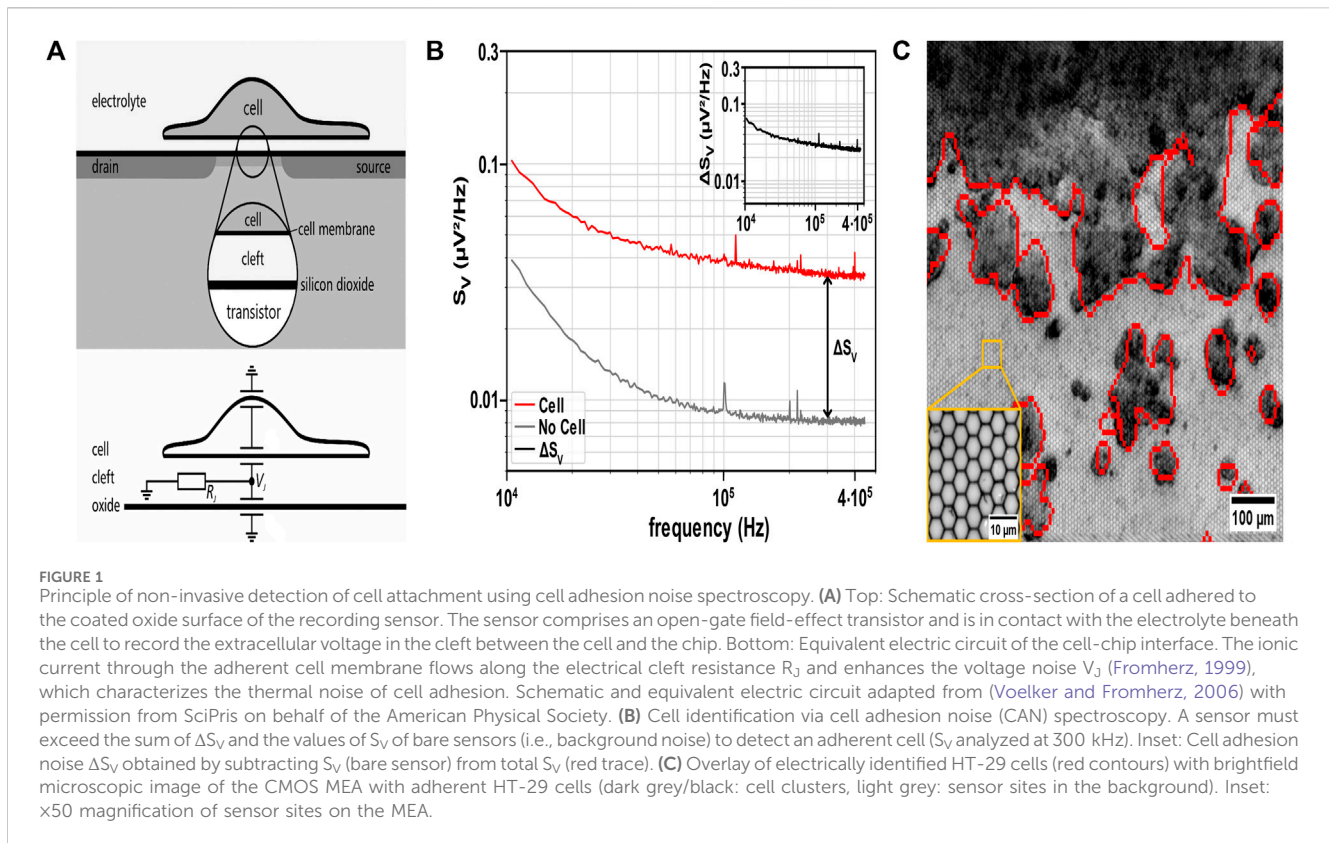 A
electrolyte
cell
drain
source
cell
cell membrane
cleft
silicon dioxide
transistor
cell
cleft
oxide
R_J
V_J
B
0.3
0.1
0.01
S_V (µV²/Hz)
10⁴
10⁵
4·10⁵
frequency (Hz)
Cell
No Cell
ΔS_V
ΔS_V
0.3
0.1
0.01
ΔS_V (µV²/Hz)
10⁴
10⁵
4·10⁵
C
10 µm
100 µm
FIGURE 1
Principle of non-invasive detection of cell attachment using cell adhesion noise spectroscopy. (A) Top: Schematic cross-section of a cell adhered to
the coated oxide surface of the recording sensor. The sensor comprises an open-gate field-effect transistor and is in contact with the electrolyte beneath
the cell to record the extracellular voltage in the cleft between the cell and the chip. Bottom: Equivalent electric circuit of the cell-chip interface. The ionic
current through the adherent cell membrane flows along the electrical cleft resistance R_J and enhances the voltage noise V_J (Fromherz, 1999),
which characterizes the thermal noise of cell adhesion. Schematic and equivalent electric circuit adapted from (Voelker and Fromherz, 2006) with
permission from SciPris on behalf of the American Physical Society. (B) Cell identification via cell adhesion noise (CAN) spectroscopy. A sensor must
exceed the sum of ΔS_V and the values of S_V of bare sensors (i.e., background noise) to detect an adherent cell (S_V analyzed at 300 kHz). Inset: Cell adhesion
noise ΔS_V obtained by subtracting S_V (bare sensor) from total S_V (red trace). (C) Overlay of electrically identified HT-29 cells (red contours) with brightfield
microscopic image of the CMOS MEA with adherent HT-29 cells (dark grey/black: cell clusters, light grey: sensor sites in the background). Inset:
×50 magnification of sensor sites on the MEA.